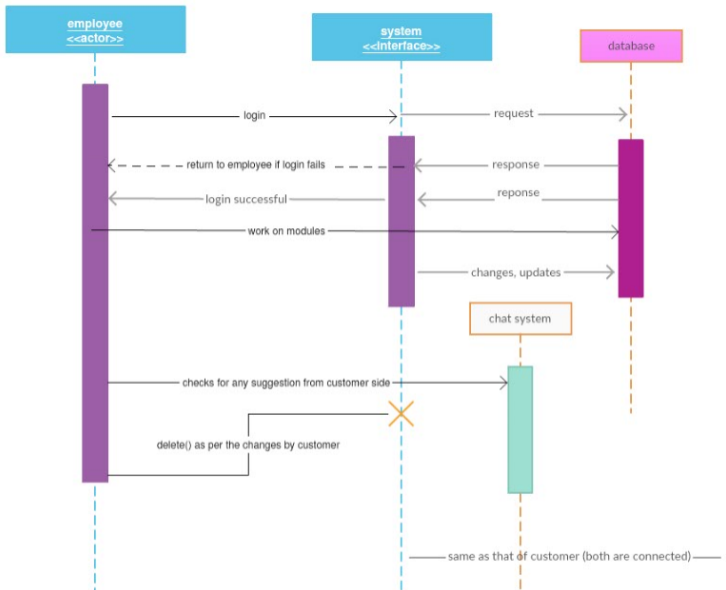 employee
<<actor>>
system
<<interface>>
database
login
request
return to employee if login fails
response
login successful
reponse
work on modules
changes, updates
chat system
checks for any suggestion from customer side
delete() as per the changes by customer
same as that of customer (both are connected)